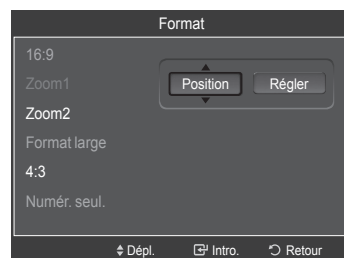 Format
16:9
Zoom1
Position Régler
Zoom2
Format large
4:3
Numér. seul.
Dépl. Intro. Retour